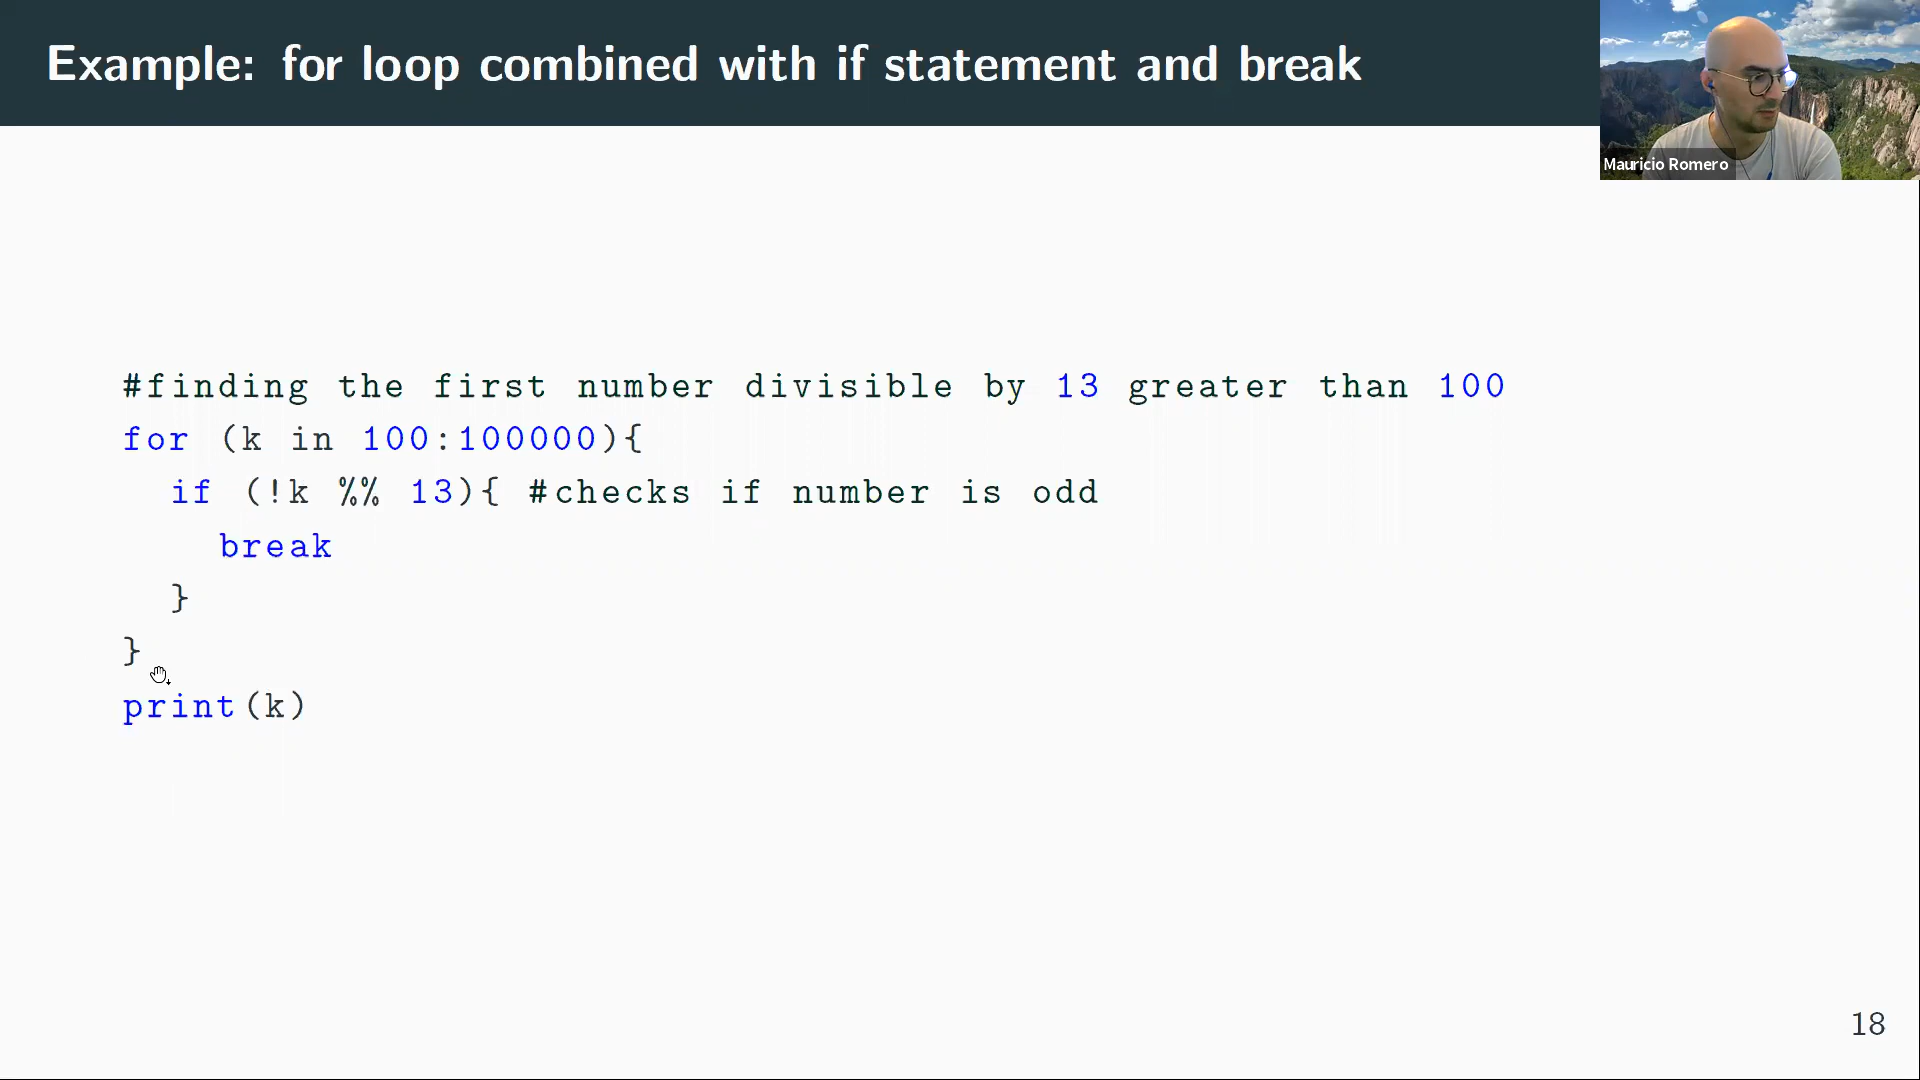 Example: for loop combined with if statement and break
Mauricio Romero
#finding the first number divisible by 13 greater than 100
for (k in 100:100000){
if (!k %% 13){ #checks if number is odd
break
}
}
print(k)
18